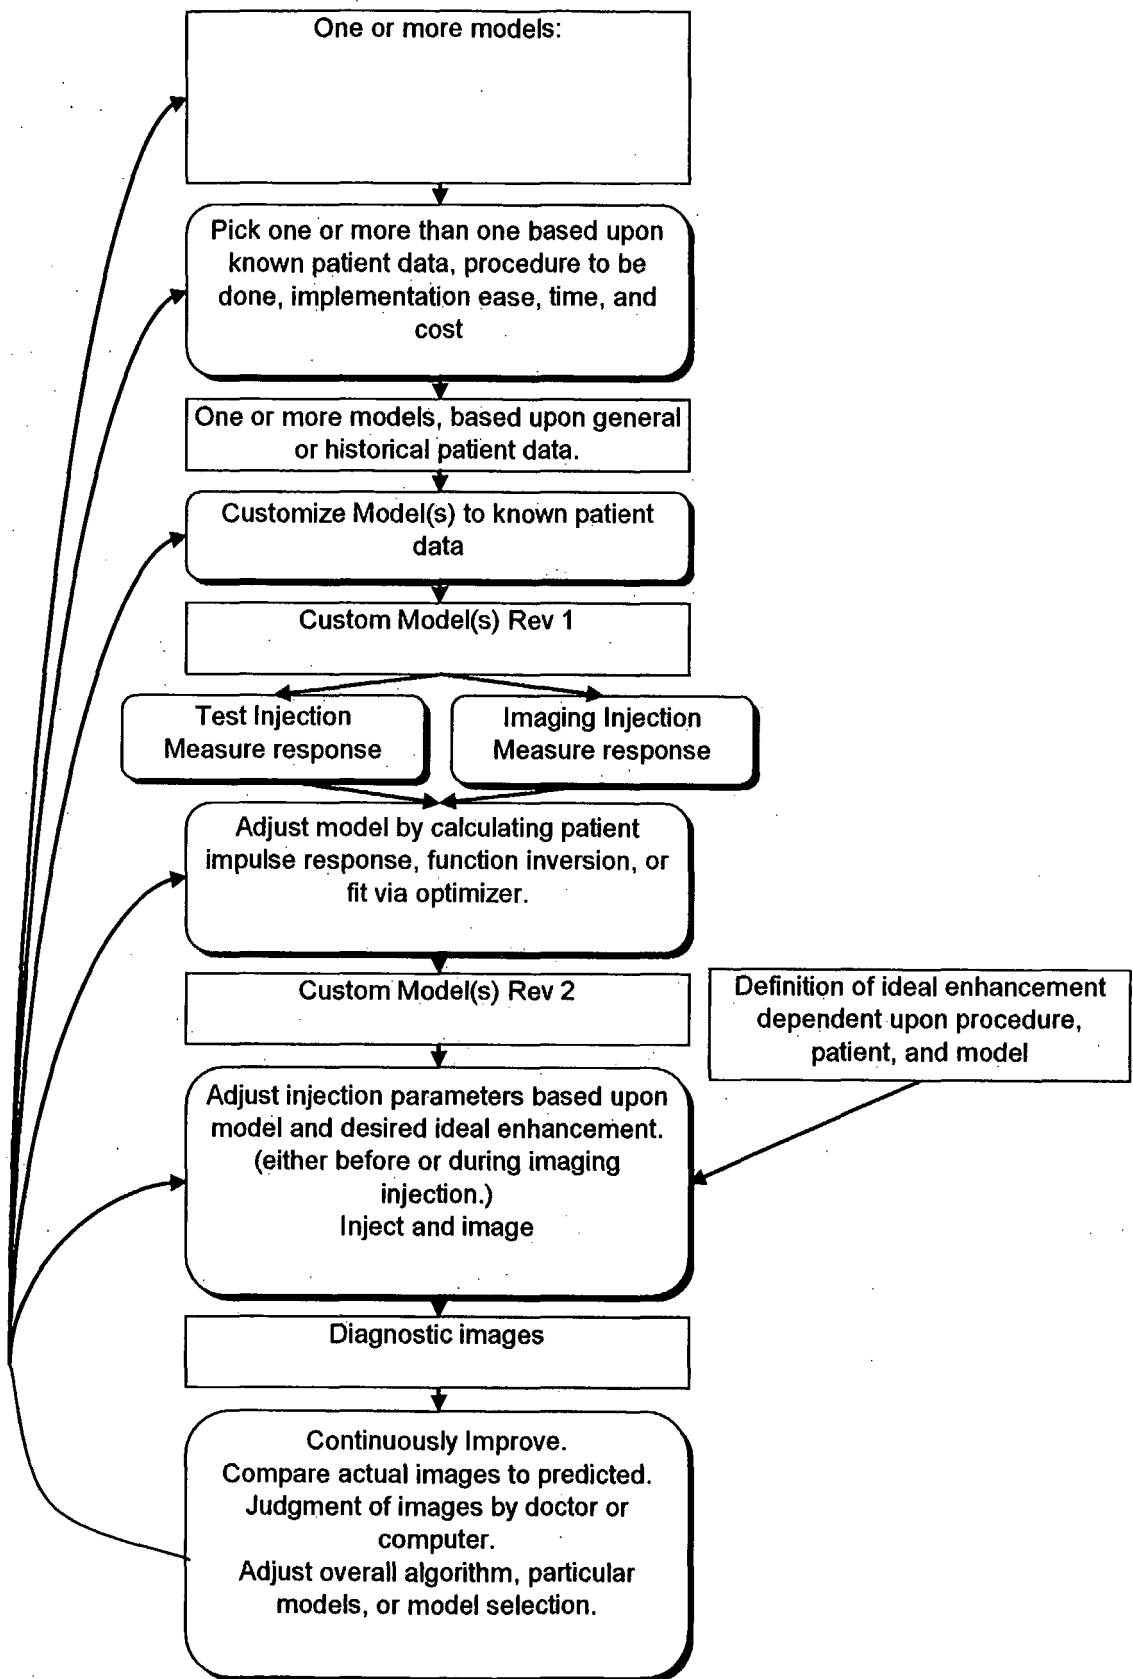 One or more models:
Pick one or more than one based upon
known patient data, procedure to be
done, implementation ease, time, and
cost
One or more models, based upon general
or historical patient data.
Customize Model(s) to known patient
data
Custom Model(s) Rev 1
Test Injection
Measure response
Imaging Injection
Measure response
Adjust model by calculating patient
impulse response, function inversion, or
fit via optimizer.
Custom Model(s) Rev 2
Definition of ideal enhancement
dependent upon procedure,
patient, and model
Adjust injection parameters based upon
model and desired ideal enhancement.
(either before or during imaging
injection.)
Inject and image
Diagnostic images
Continuously Improve.
Compare actual images to predicted.
Judgment of images by doctor or
computer.
Adjust overall algorithm, particular
models, or model selection.